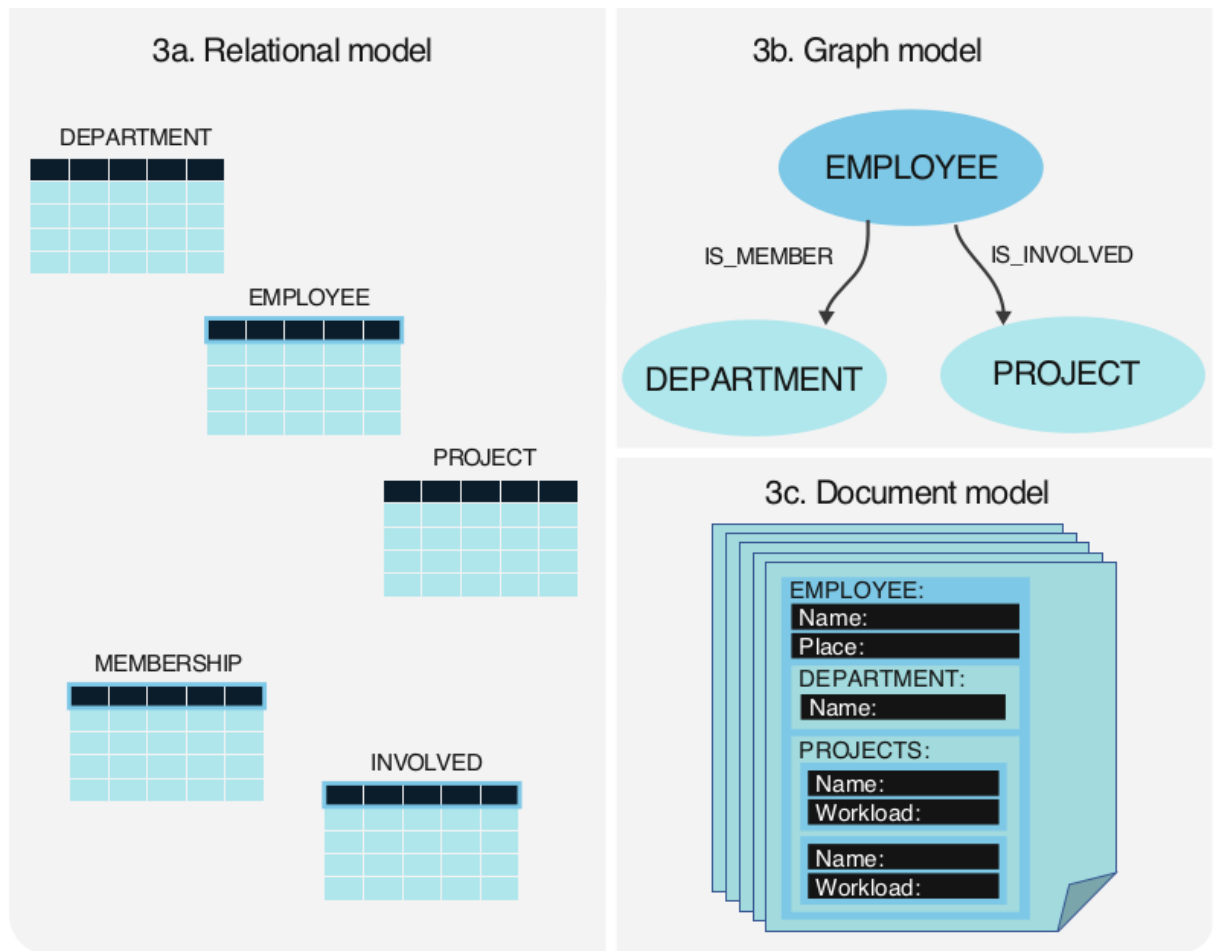 3a. Relational model
DEPARTMENT
EMPLOYEE
PROJECT
MEMBERSHIP
INVOLVED
3b. Graph model
EMPLOYEE
IS_MEMBER
IS_INVOLVED
DEPARTMENT
PROJECT
3c. Document model
EMPLOYEE:
Name:
Place:
DEPARTMENT:
Name:
PROJECTS:
Name:
Workload:
Name:
Workload: